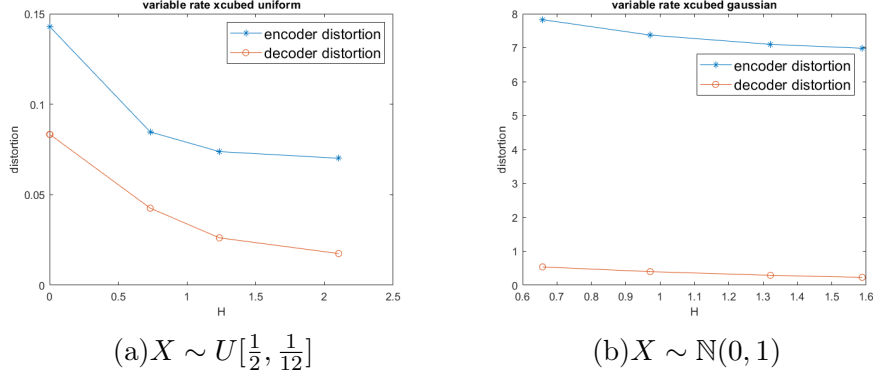 variable rate xcubed uniform
0.15
0.1
0.05
0
distortion
encoder distortion
decoder distortion
0 0.5 1 1.5 2 2.5
H
(a)X ∼ U[1/2, 1/12]
variable rate xcubed gaussian
8
7
6
5
4
3
2
1
0
distortion
encoder distortion
decoder distortion
0.6 0.7 0.8 0.9 1 1.1 1.2 1.3 1.4 1.5 1.6
H
(b)X ∼ ℕ(0, 1)